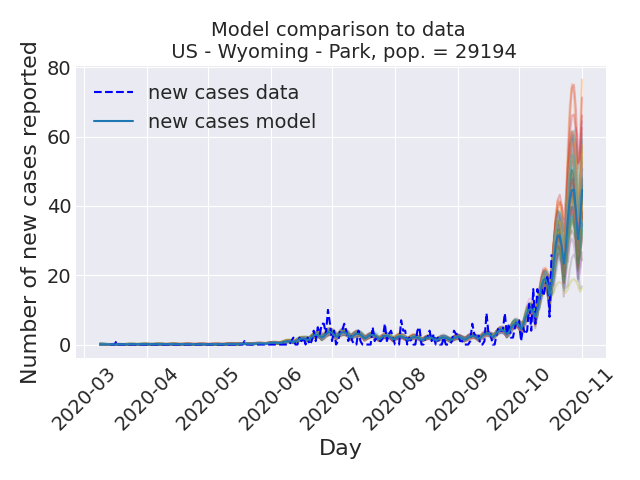 Model comparison to data
US - Wyoming - Park, pop. = 29194
Number of new cases reported
80
60
40
20
0
new cases data
new cases model
2020-03
2020-04
2020-05
2020-06
2020-07
2020-08
2020-09
2020-10
2020-11
Day